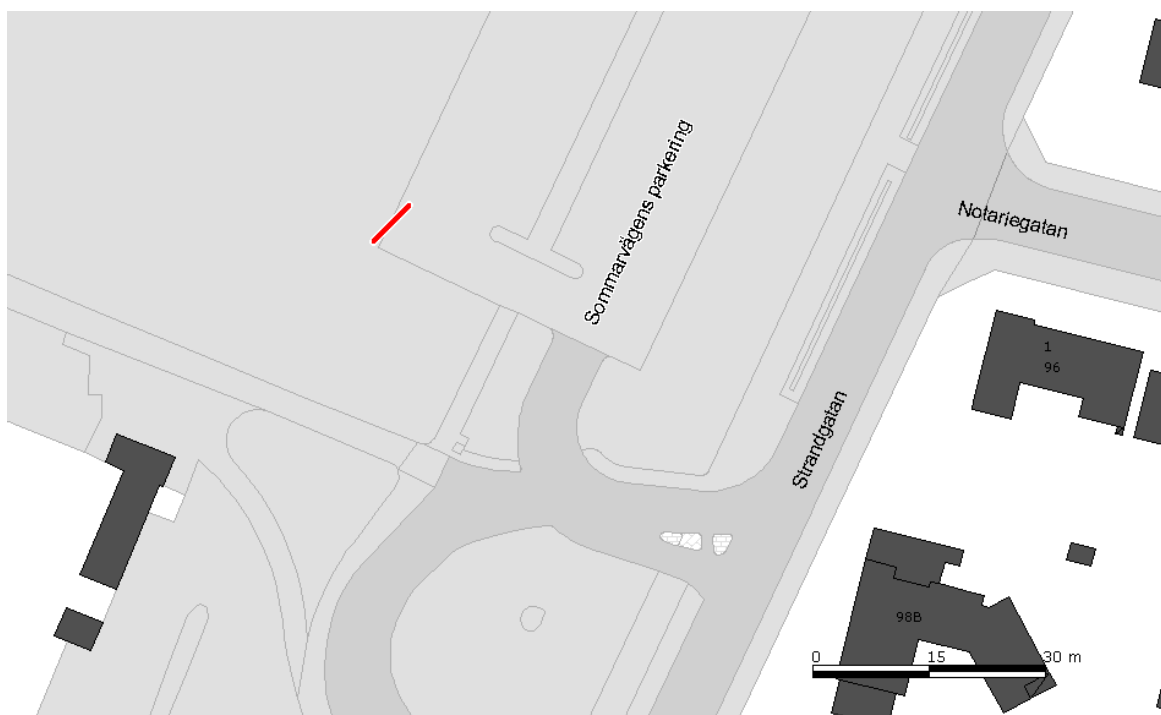 Sommarvägens parkering
Notariegatan
Strandgatan
1
96
98B
0 15 30 m